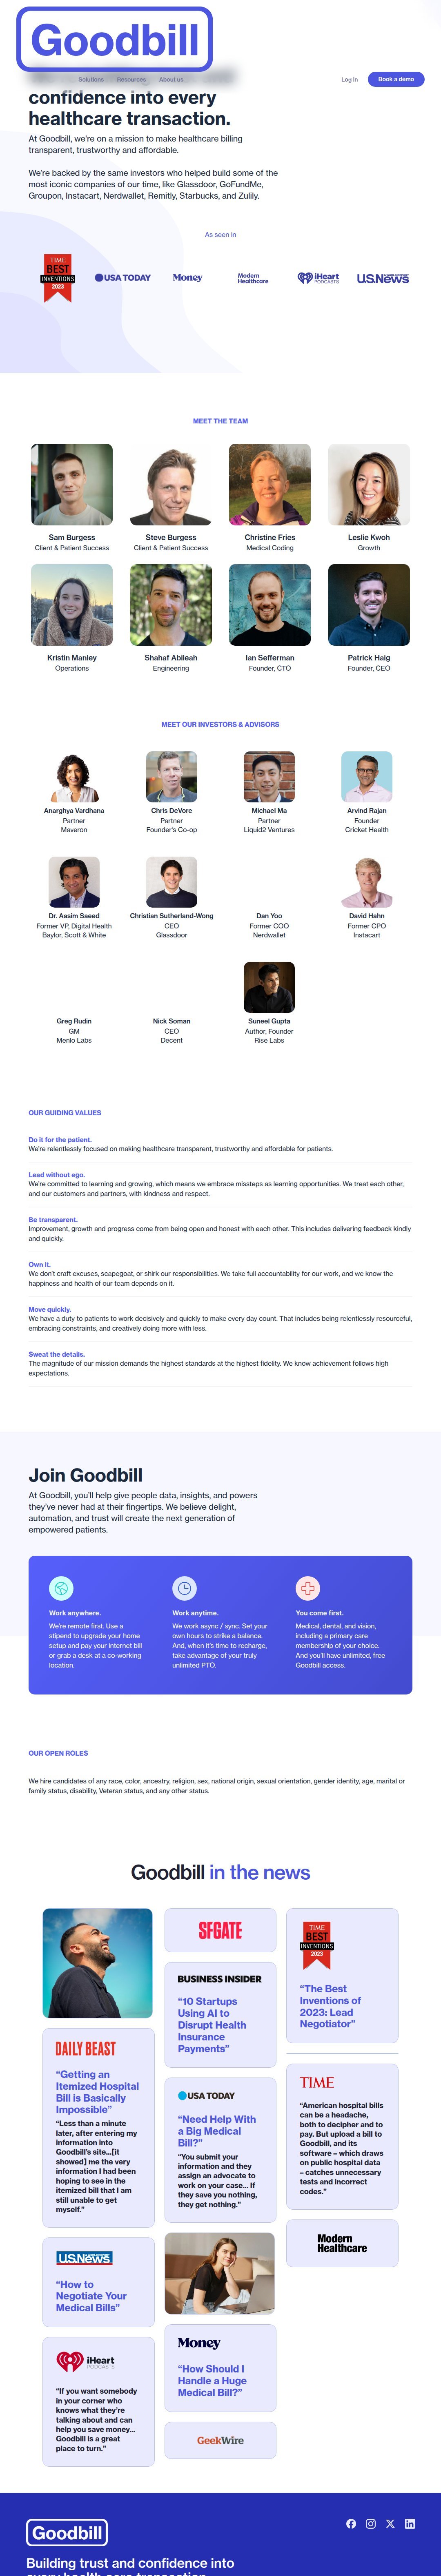 Goodbill
Solutions Resources About us
Log in
Book a demo
confidence into every
healthcare transaction.
At Goodbill, we're on a mission to make healthcare billing
transparent, trustworthy and affordable.
We're backed by the same investors who helped build some of the
most iconic companies of our time, like Glassdoor, GoFundMe,
Groupon, Instacart, Nerdwallet, Remitly, Starbucks, and Zulily.
As seen in
TIME
BEST
INVENTIONS
2023
USA TODAY
Money
Modern
Healthcare
iHeart
PODCASTS
U.S.News
MEET THE TEAM
Sam Burgess
Client & Patient Success
Steve Burgess
Client & Patient Success
Christine Fries
Medical Coding
Leslie Kwoh
Growth
Kristin Manley
Operations
Shahaf Abileah
Engineering
Ian Sefferman
Founder, CTO
Patrick Haig
Founder, CEO
MEET OUR INVESTORS & ADVISORS
Anarghya Vardhana
Partner
Maveron
Chris DeVore
Partner
Founder's Co-op
Michael Ma
Partner
Liquid2 Ventures
Arvind Rajan
Founder
Cricket Health
Dr. Aasim Saeed
Former VP, Digital Health
Baylor, Scott & White
Christian Sutherland-Wong
CEO
Glassdoor
Dan Yoo
Former COO
Nerdwallet
David Hahn
Former CPO
Instacart
Greg Rudin
GM
Menlo Labs
Nick Soman
CEO
Decent
Suneel Gupta
Author, Founder
Rise Labs
OUR GUIDING VALUES
Do it for the patient.
We're relentlessly focused on making healthcare transparent, trustworthy and affordable for patients.
Lead without ego.
We're committed to learning and growing, which means we embrace missteps as learning opportunities. We treat each other,
and our customers and partners, with kindness and respect.
Be transparent.
Improvement, growth and progress come from being open and honest with each other. This includes delivering feedback kindly
and quickly.
Own it.
We don't craft excuses, scapegoat, or shirk our responsibilities. We take full accountability for our work, and we know the
happiness and health of our team depends on it.
Move quickly.
We have a duty to patients to work decisively and quickly to make every day count. That includes being relentlessly resourceful,
embracing constraints, and creatively doing more with less.
Sweat the details.
The magnitude of our mission demands the highest standards at the highest fidelity. We know achievement follows high
expectations.
Join Goodbill
At Goodbill, you'll help give people data, insights, and powers
they've never had at their fingertips. We believe delight,
automation, and trust will create the next generation of
empowered patients.
Work anywhere.
We're remote first. Use a
stipend to upgrade your home
setup and pay your internet bill
or grab a desk at a co-working
location.
Work anytime.
We work async / sync. Set your
own hours to strike a balance.
And, when it's time to recharge,
take advantage of your truly
unlimited PTO.
You come first.
Medical, dental, and vision,
including a primary care
membership of your choice.
And you'll have unlimited, free
Goodbill access.
OUR OPEN ROLES
We hire candidates of any race, color, ancestry, religion, sex, national origin, sexual orientation, gender identity, age, marital or
family status, disability, Veteran status, and any other status.
Goodbill in the news
DAILY BEAST
“Getting an
Itemized Hospital
Bill is Basically
Impossible”
“Less than a minute
later, after entering my
information into
Goodbill's site...[it
showed] me the very
information I had been
hoping to see in the
itemized bill that I am
still unable to get
myself.”
U.S.News
“How to
Negotiate Your
Medical Bills”
iHeart
PODCASTS
“If you want somebody
in your corner who
knows what they're
talking about and can
help you save money...
Goodbill is a great
place to turn.”
SFGATE
BUSINESS INSIDER
“10 Startups
Using AI to
Disrupt Health
Insurance
Payments”
USA TODAY
“Need Help With
a Big Medical
Bill?”
“You submit your
information and they
assign an advocate to
work on your case... If
they save you nothing,
they get nothing.”
Money
“How Should I
Handle a Huge
Medical Bill?”
GeekWire
TIME
BEST
INVENTIONS
2023
“The Best
Inventions of
2023: Lead
Negotiator”
TIME
“American hospital bills
can be a headache,
both to decipher and to
pay. But upload a bill to
Goodbill, and its
software – which draws
on public hospital data
– catches unnecessary
tests and incorrect
codes.”
Modern
Healthcare
Goodbill
Building trust and confidence into